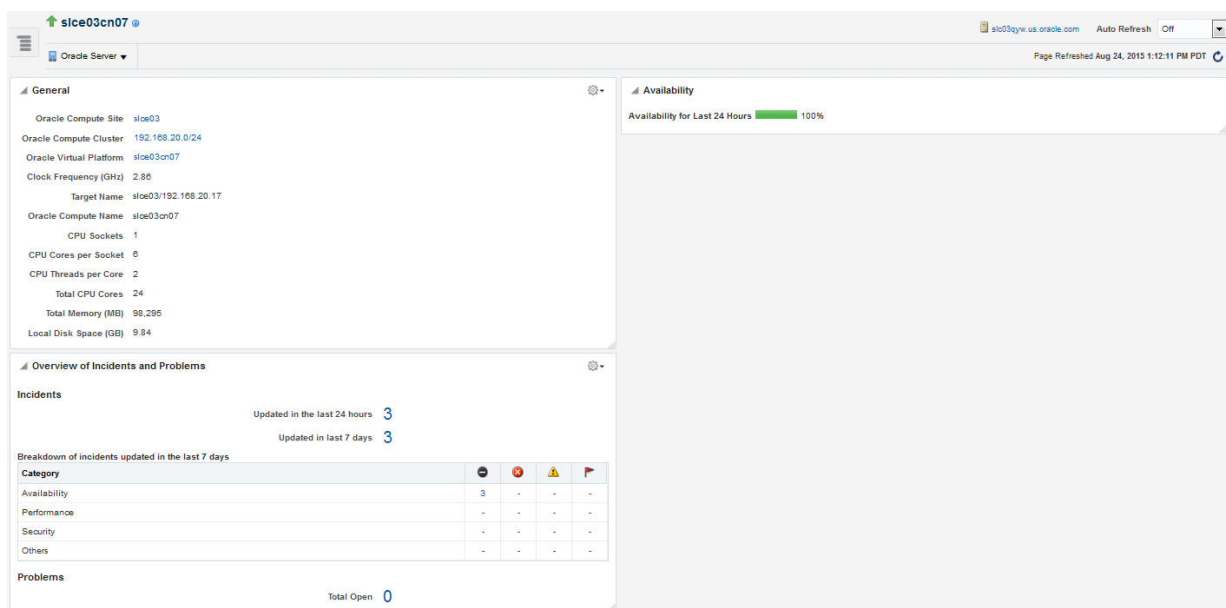 slce03cn07
slc03qyw.us.oracle.com Auto Refresh Off
Oracle Server
Page Refreshed Aug 24, 2015 1:12:11 PM PDT
General
Oracle Compute Site slce03
Oracle Compute Cluster 192.168.20.0/24
Oracle Virtual Platform slce03cn07
Clock Frequency (GHz) 2.86
Target Name slce03/192.168.20.17
Oracle Compute Name slce03cn07
CPU Sockets 1
CPU Cores per Socket 6
CPU Threads per Core 2
Total CPU Cores 24
Total Memory (MB) 98,295
Local Disk Space (GB) 9.84
Availability
Availability for Last 24 Hours 100%
Overview of Incidents and Problems
Incidents
Updated in the last 24 hours 3
Updated in last 7 days 3
Breakdown of incidents updated in the last 7 days
Category
Availability 3 - - -
Performance - - - -
Security - - - -
Others - - - -
Problems
Total Open 0